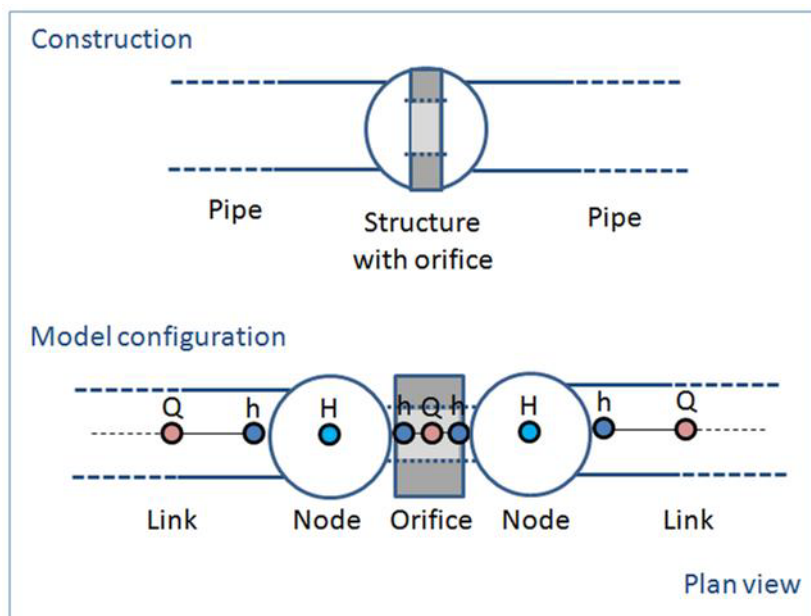 Construction
Pipe
Structure
with orifice
Pipe
Model configuration
Q h H h Q h H h Q
Link Node Orifice Node Link
Plan view